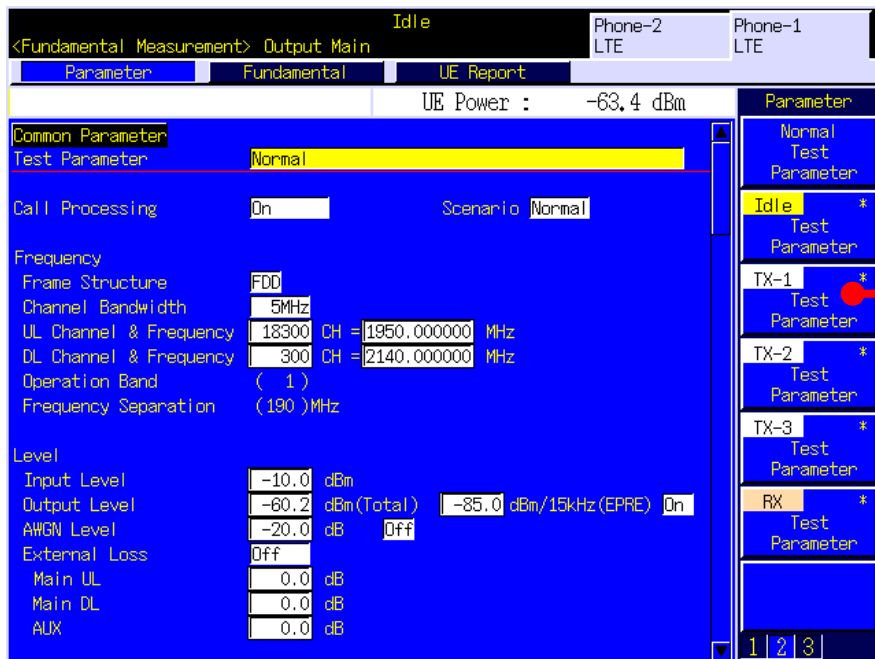 Idle
<Fundamental Measurement> Output Main
Phone-2
LTE
Phone-1
LTE
Parameter
Fundamental
UE Report
UE Power : -63.4 dBm
Common Parameter
Test Parameter Normal
Call Processing On Scenario Normal
Frequency
Frame Structure FDD
Channel Bandwidth 5MHz
UL Channel & Frequency 18300 CH = 1950.000000 MHz
DL Channel & Frequency 300 CH = 2140.000000 MHz
Operation Band ( 1 )
Frequency Separation (190 )MHz
Level
Input Level -10.0 dBm
Output Level -60.2 dBm(Total) -85.0 dBm/15kHz(EPRE) On
AWGN Level -20.0 dB Off
External Loss Off
Main UL 0.0 dB
Main DL 0.0 dB
AUX 0.0 dB
Parameter
Normal
Test
Parameter
Idle *
Test
Parameter
TX-1 *
Test
Parameter
TX-2 *
Test
Parameter
TX-3 *
Test
Parameter
RX *
Test
Parameter
1 2 3